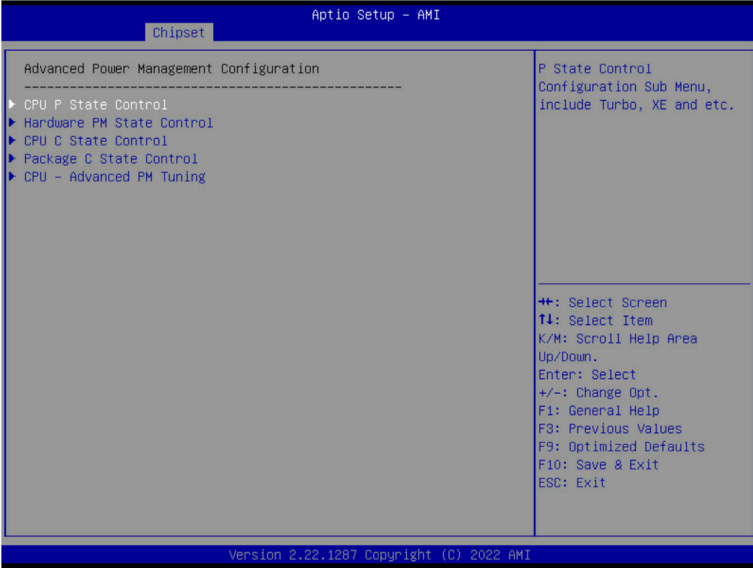 Aptio Setup – AMI
Chipset
Advanced Power Management Configuration
--------------------------------------------------
CPU P State Control
Hardware PM State Control
CPU C State Control
Package C State Control
CPU – Advanced PM Tuning
P State Control
Configuration Sub Menu,
include Turbo, XE and etc.
→←: Select Screen
↑↓: Select Item
K/M: Scroll Help Area
Up/Down.
Enter: Select
+/-: Change Opt.
F1: General Help
F3: Previous Values
F9: Optimized Defaults
F10: Save & Exit
ESC: Exit
Version 2.22.1287 Copyright (C) 2022 AMI